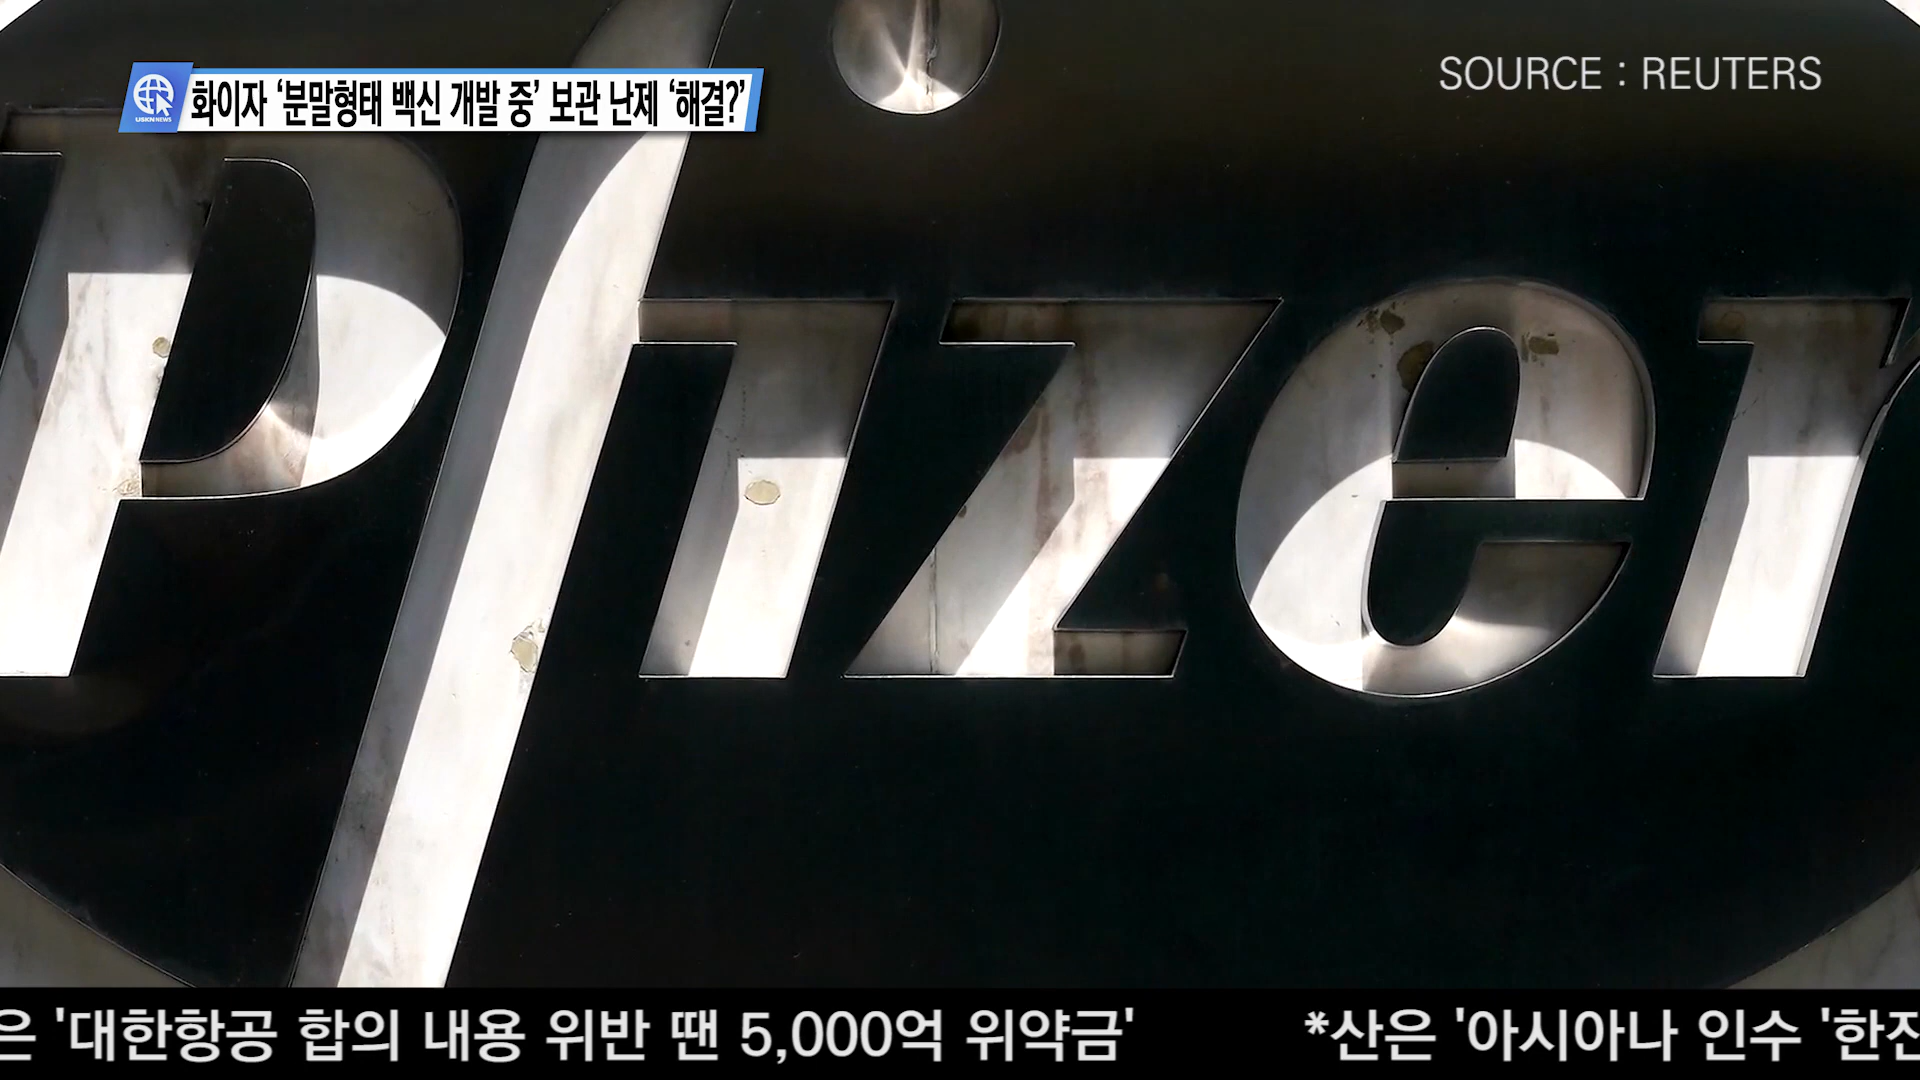 화이자 ‘분말형태 백신 개발 중’ 보관 난제 ‘해결?’
USKN NEWS
SOURCE : REUTERS
Pfizer
은 '대한항공 합의 내용 위반 땐 5,000억 위약금' *산은 '아시아나 인수 '한진